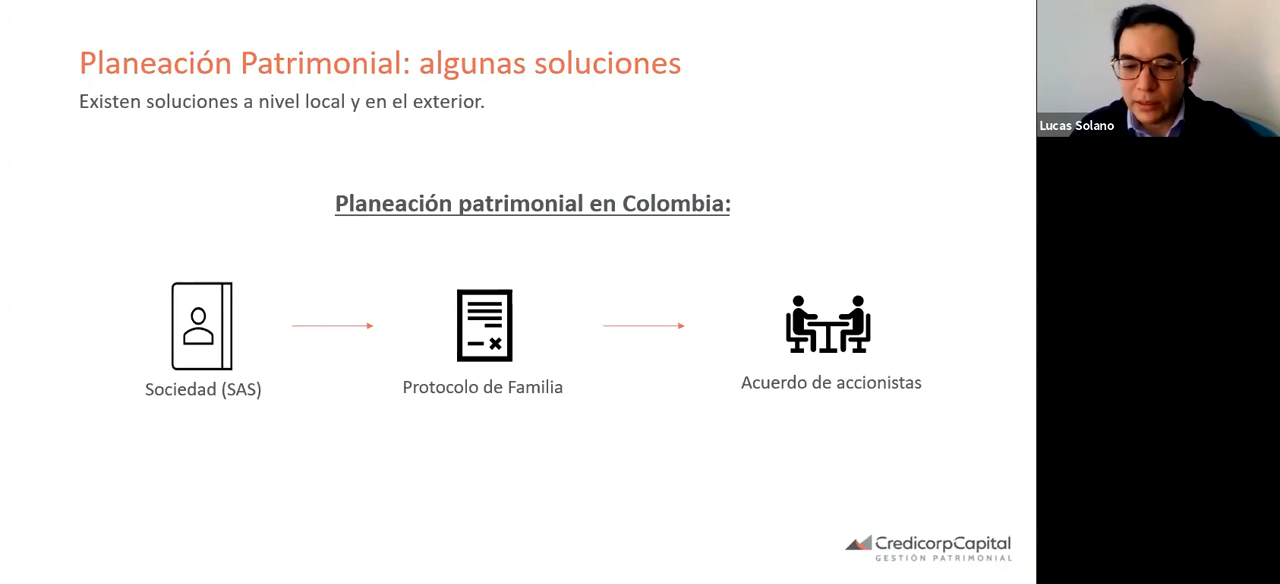 Planeación Patrimonial: algunas soluciones
Existen soluciones a nivel local y en el exterior.
Lucas Solano
Planeación patrimonial en Colombia:
Sociedad (SAS)
Protocolo de Familia
Acuerdo de accionistas
CredicorpCapital
GESTIÓN PATRIMONIAL